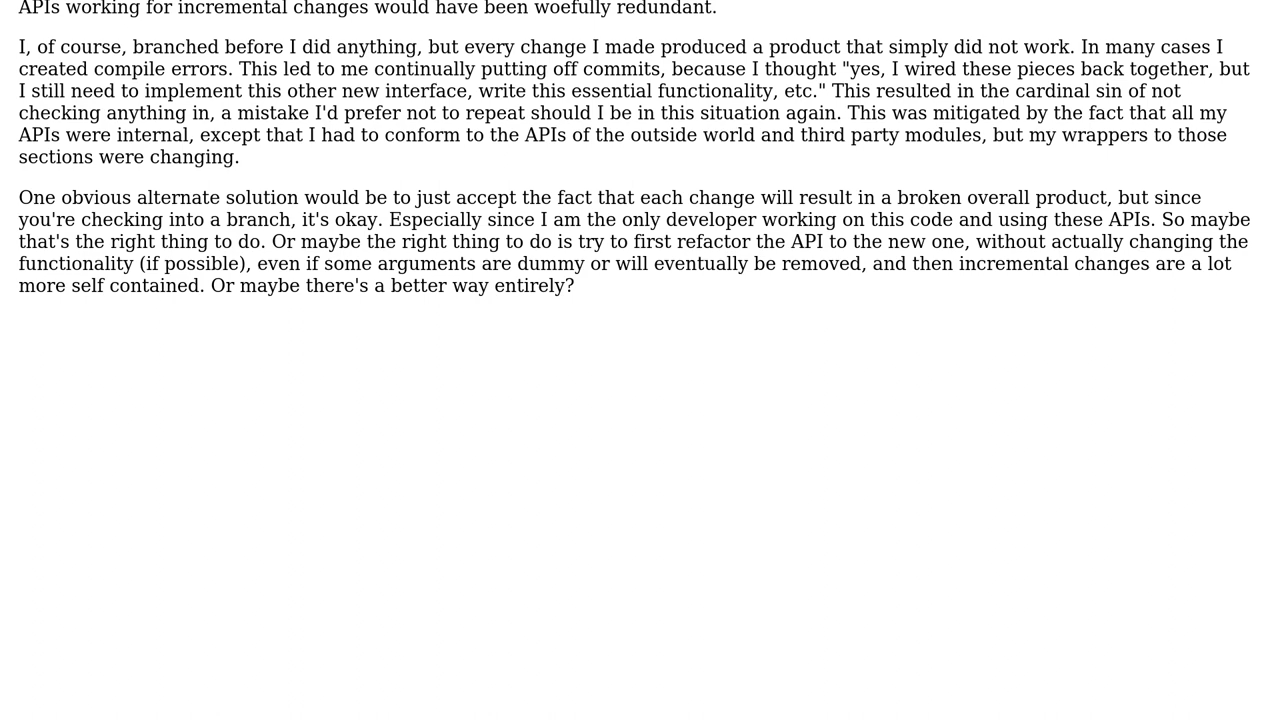 APIs working for incremental changes would have been woefully redundant.
I, of course, branched before I did anything, but every change I made produced a product that simply did not work. In many cases I
created compile errors. This led to me continually putting off commits, because I thought "yes, I wired these pieces back together, but
I still need to implement this other new interface, write this essential functionality, etc." This resulted in the cardinal sin of not
checking anything in, a mistake I'd prefer not to repeat should I be in this situation again. This was mitigated by the fact that all my
APIs were internal, except that I had to conform to the APIs of the outside world and third party modules, but my wrappers to those
sections were changing.
One obvious alternate solution would be to just accept the fact that each change will result in a broken overall product, but since
you're checking into a branch, it's okay. Especially since I am the only developer working on this code and using these APIs. So maybe
that's the right thing to do. Or maybe the right thing to do is try to first refactor the API to the new one, without actually changing the
functionality (if possible), even if some arguments are dummy or will eventually be removed, and then incremental changes are a lot
more self contained. Or maybe there's a better way entirely?